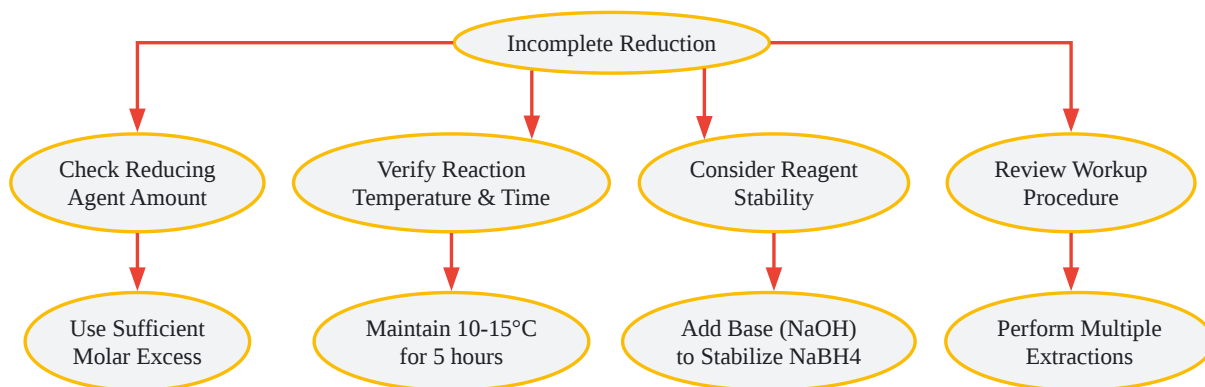 Incomplete Reduction
Check Reducing
Agent Amount
Verify Reaction
Temperature & Time
Consider Reagent
Stability
Review Workup
Procedure
Use Sufficient
Molar Excess
Maintain 10-15°C
for 5 hours
Add Base (NaOH)
to Stabilize NaBH4
Perform Multiple
Extractions